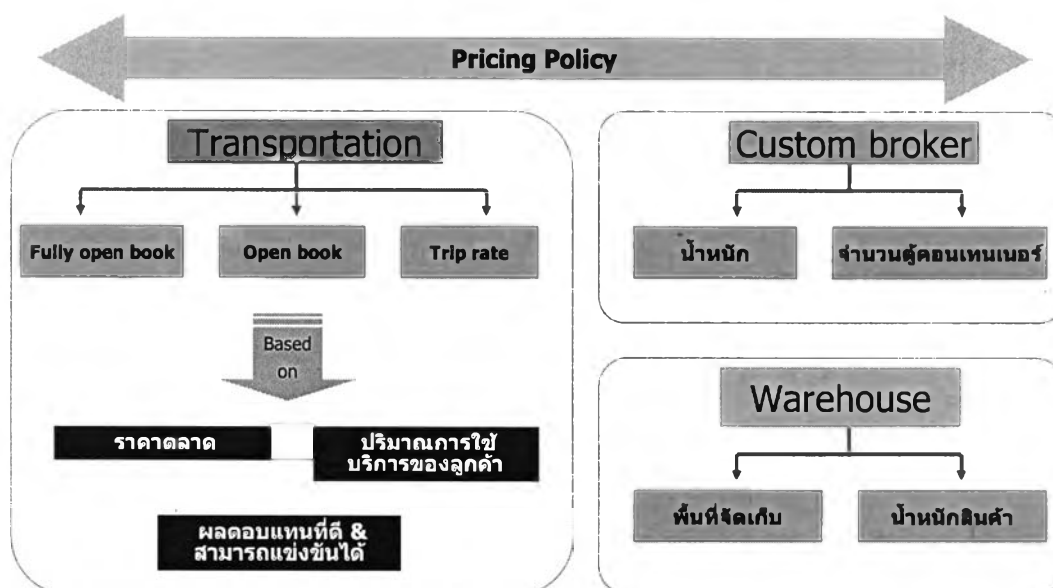 Pricing Policy
Transportation
Fully open book
Open book
Trip rate
Based
on
ราคาตลาด
ปริมาณการใช้
บริการของลูกค้า
ผลตอบแทนที่ดี &
สามารถแข่งขันได้
Custom broker
น้ำหนัก
จำนวนตู้คอนเทนเนอร์
Warehouse
พื้นที่จัดเก็บ
น้ำหนักสินค้า